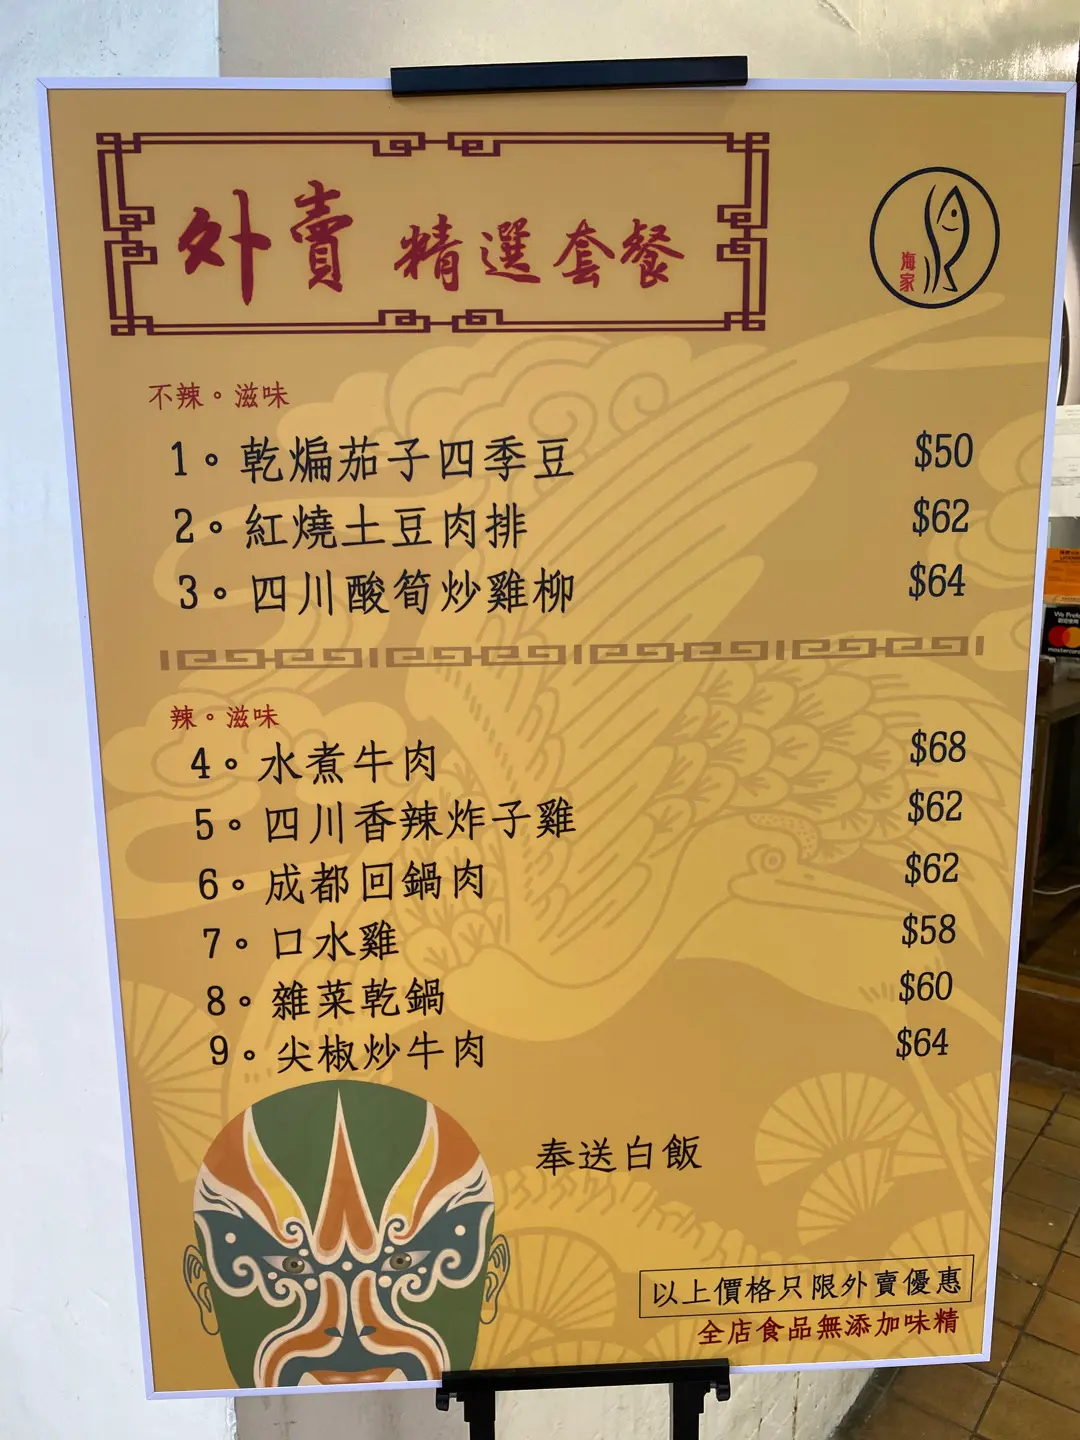 外賣 精選套餐
海家
不辣。滋味
1。乾煸茄子四季豆 $50
2。紅燒土豆肉排 $62
3。四川酸筍炒雞柳 $64
辣。滋味
4。水煮牛肉 $68
5。四川香辣炸子雞 $62
6。成都回鍋肉 $62
7。口水雞 $58
8。雜菜乾鍋 $60
9。尖椒炒牛肉 $64
奉送白飯
以上價格只限外賣優惠
全店食品無添加味精
mastercard